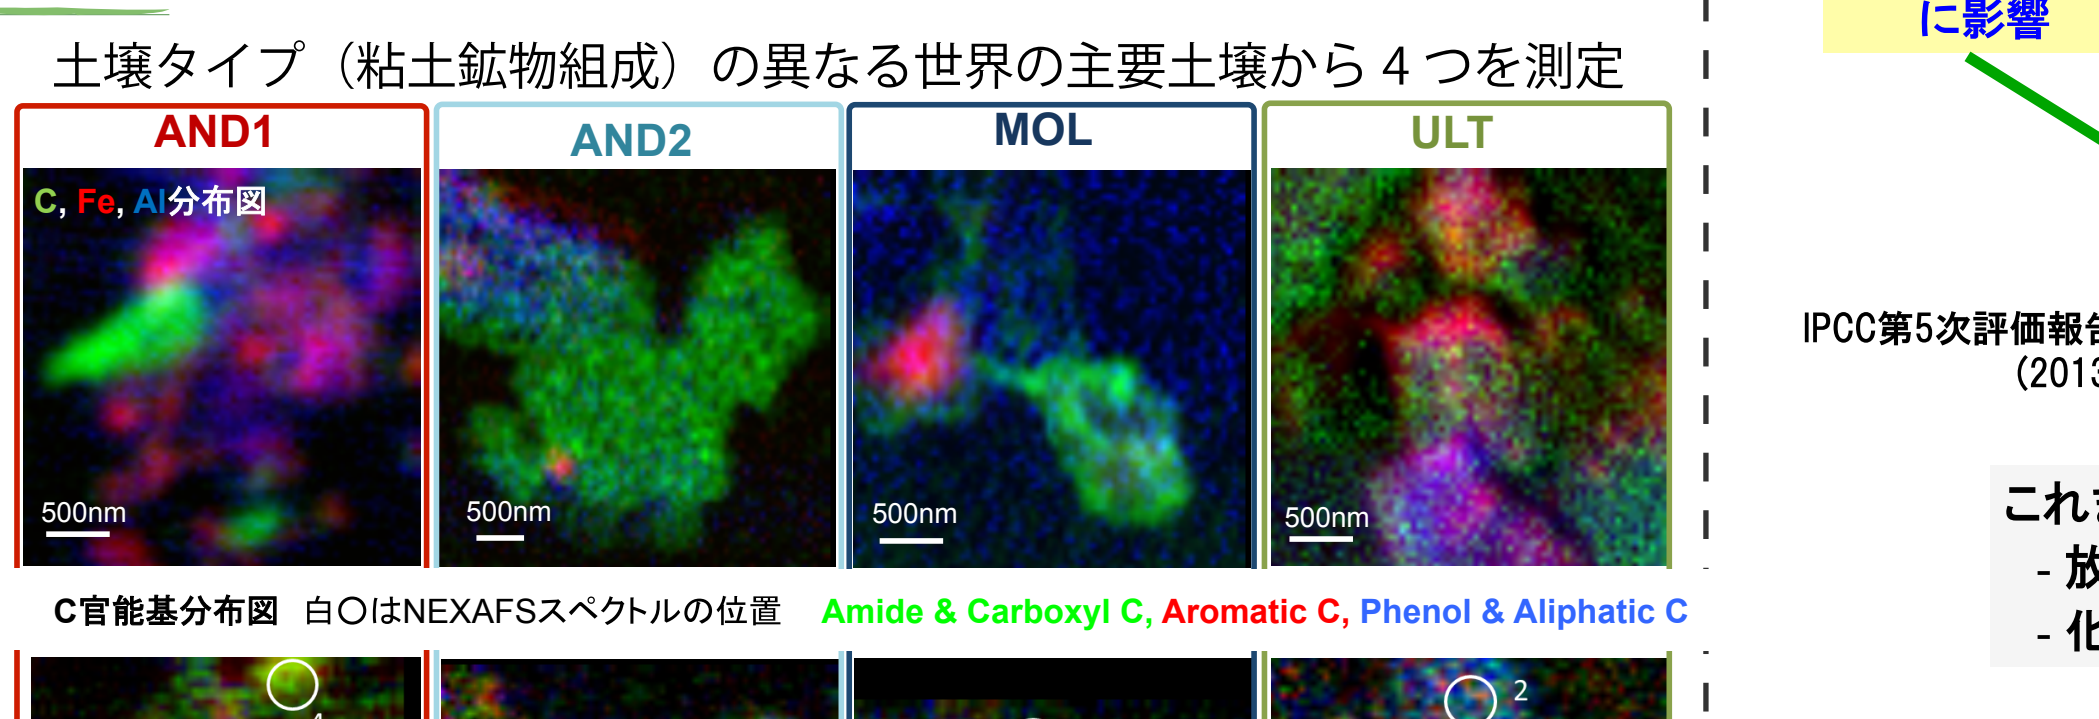 土壌タイプ（粘土鉱物組成）の異なる世界の主要土壌から４つを測定
AND1
AND2
MOL
ULT
C, Fe, Al分布図
500nm
500nm
500nm
500nm
C官能基分布図 白〇はNEXAFSスペクトルの位置 Amide & Carboxyl C, Aromatic C, Phenol & Aliphatic C
2
に影響
IPCC第5次評価報告
(2013
これま
- 放
- 化